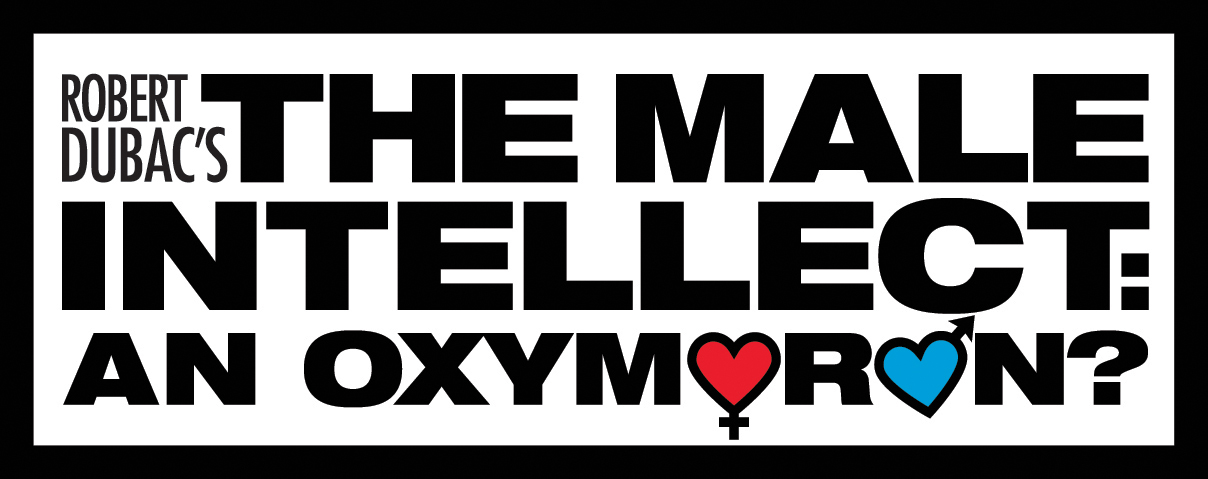 ROBERT
DUBAC'S
THE MALE
INTELLECT:
AN OXYMORON?